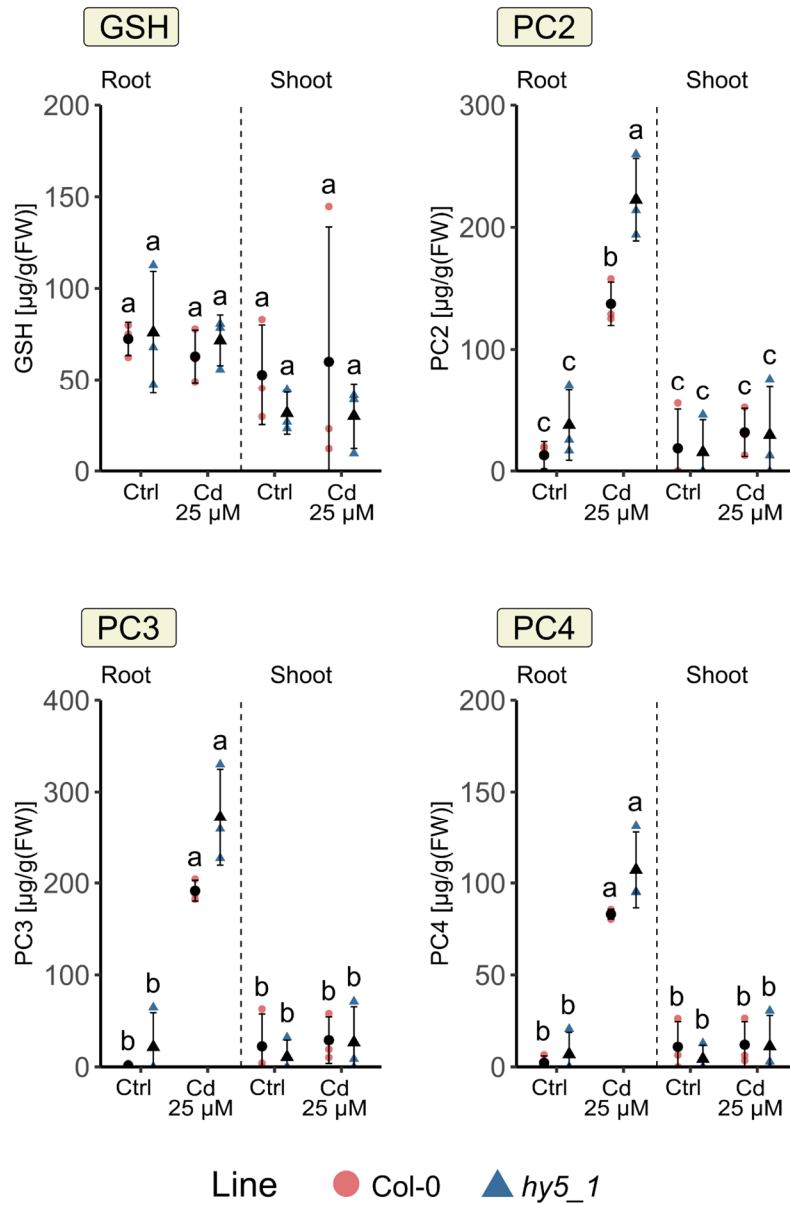 GSH PC2
Root Shoot Root Shoot
200 300
a
a
a
150 200
a
b
GSH [µg/g(FW)] PC2 [µg/g(FW)]
100
a a a a
c c c c c c
50 100
a a
0 0
Ctrl Cd Ctrl Cd Ctrl Cd Ctrl Cd
25 µM 25 µM 25 µM 25 µM
PC3 PC4
Root Shoot Root Shoot
400 200
a
300 150
a
a
a
PC3 [µg/g(FW)] PC4 [µg/g(FW)]
200 100
100 50
b b b b b b b b b b b b
0 0
Ctrl Cd Ctrl Cd Ctrl Cd Ctrl Cd
25 µM 25 µM 25 µM 25 µM
Line Col-0 hy5_1